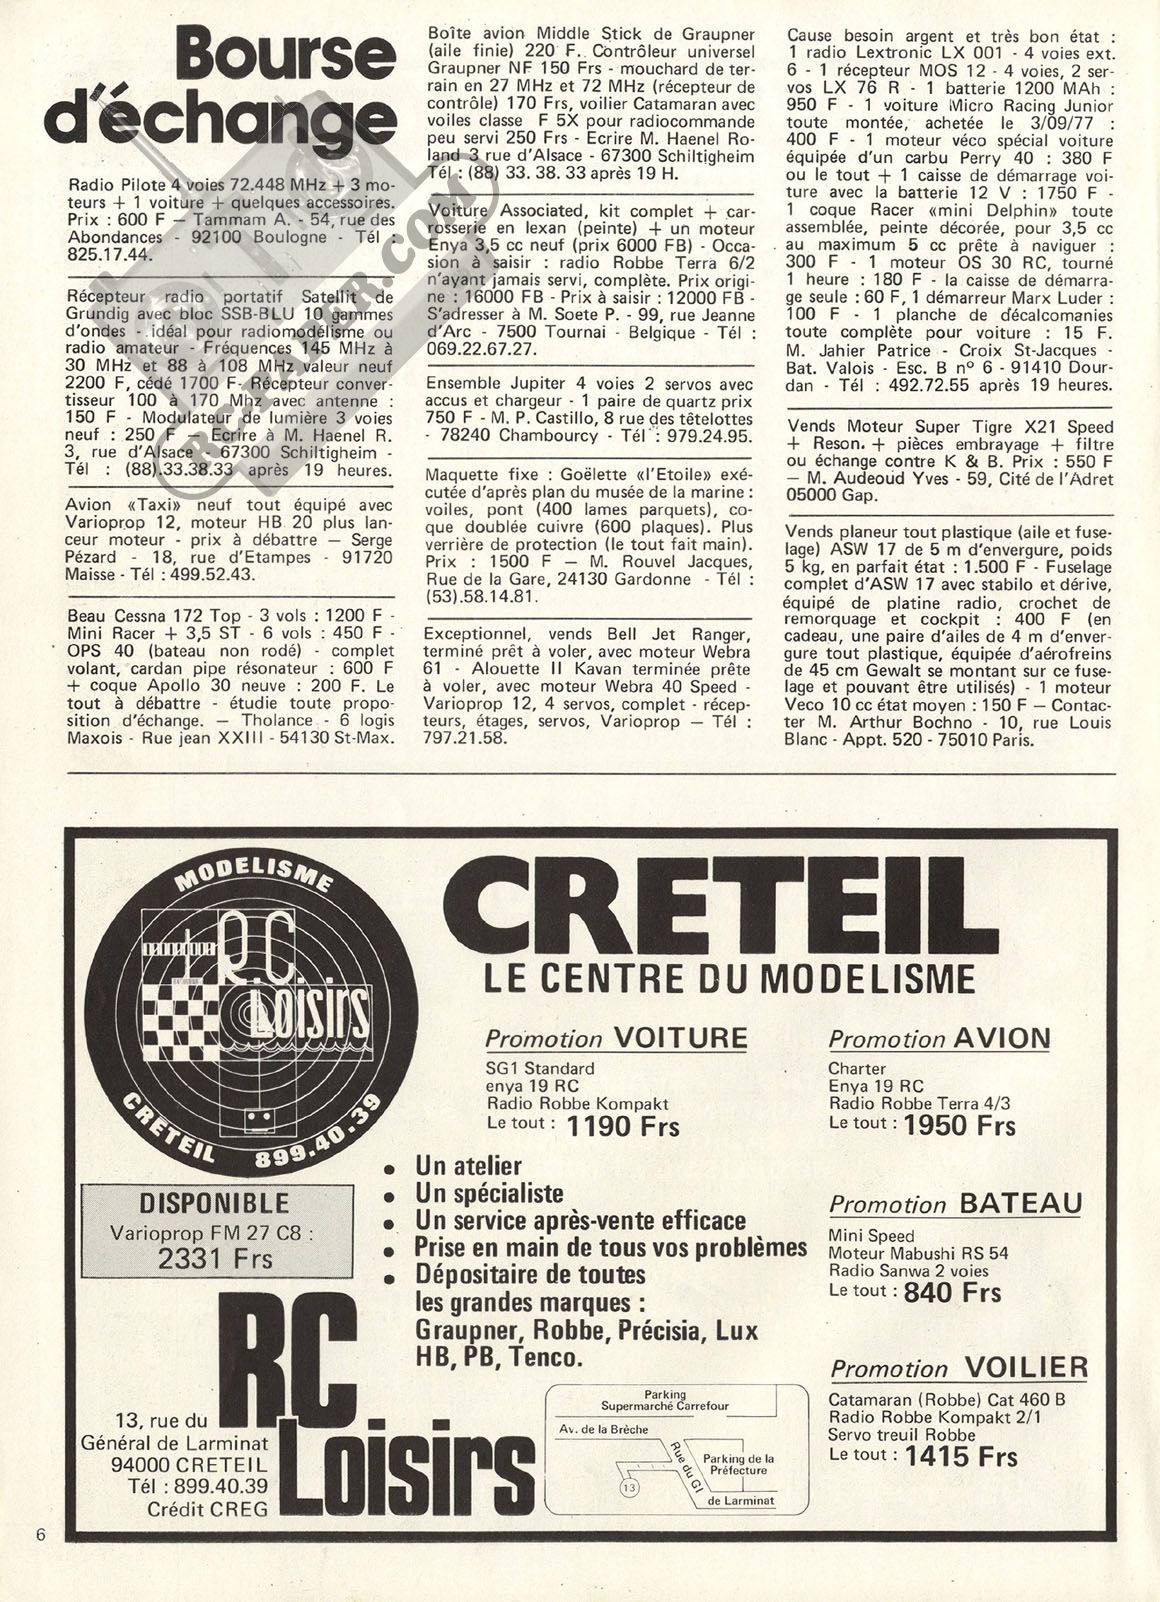 Bourse
d'échange
Radio Pilote 4 voies 72.448 MHz + 3 mo-
teurs + 1 voiture + quelques accessoires.
Prix : 600 F — Tammam A. - 54, rue des
Abondances - 92100 Boulogne - Tél :
825.17.44.
Récepteur radio portatif Satellit de
Grundig avec bloc SSB-BLU 10 gammes
d'ondes - idéal pour radiomodélisme ou
radio amateur - Fréquences 145 MHz à
30 MHz et 88 à 108 MHz valeur neuf
2200 F, cédé 1700 F- Récepteur conver-
tisseur 100 à 170 Mhz avec antenne :
150 F - Modulateur de lumière 3 voies
neuf : 250 F — Ecrire à M. Haenel R.
3, rue d'Alsace - 67300 Schiltigheim -
Tél : (88).33.38.33 après 19 heures.
Avion «Taxi» neuf tout équipé avec
Varioprop 12, moteur HB 20 plus lan-
ceur moteur - prix à débattre — Serge
Pézard - 18, rue d'Etampes - 91720
Maisse - Tél : 499.52.43.
Beau Cessna 172 Top - 3 vols : 1200 F -
Mini Racer + 3,5 ST - 6 vols : 450 F -
OPS 40 (bateau non rodé) - complet
volant, cardan pipe résonateur : 600 F
+ coque Apollo 30 neuve : 200 F. Le
tout à débattre - étudie toute propo-
sition d'échange. — Tholance - 6 logis
Maxois - Rue jean XXIII - 54130 St-Max.
Boîte avion Middle Stick de Graupner
(aile finie) 220 F. Contrôleur universel
Graupner NF 150 Frs - mouchard de ter-
rain en 27 MHz et 72 MHz (récepteur de
contrôle) 170 Frs, voilier Catamaran avec
voiles classe F 5X pour radiocommande
peu servi 250 Frs - Ecrire M. Haenel Ro-
land 3 rue d'Alsace - 67300 Schiltigheim
Tél : (88) 33. 38. 33 après 19 H.
Voiture Associated, kit complet + car-
rosserie en lexan (peinte) + un moteur
Enya 3,5 cc neuf (prix 6000 FB) - Occa-
sion à saisir : radio Robbe Terra 6/2
n'ayant jamais servi, complète. Prix origi-
ne : 16000 FB - Prix à saisir : 12000 FB -
S'adresser à M. Soete P. - 99, rue Jeanne
d'Arc - 7500 Tournai - Belgique - Tél :
069.22.67.27.
Ensemble Jupiter 4 voies 2 servos avec
accus et chargeur - 1 paire de quartz prix
750 F - M. P. Castillo, 8 rue des têtelottes
- 78240 Chambourcy - Tél : 979.24.95.
Maquette fixe : Goëlette «l'Etoile» exé-
cutée d'après plan du musée de la marine :
voiles, pont (400 lames parquets), co-
que doublée cuivre (600 plaques). Plus
verrière de protection (le tout fait main).
Prix : 1500 F — M. Rouvel Jacques,
Rue de la Gare, 24130 Gardonne - Tél :
(53).58.14.81.
Exceptionnel, vends Bell Jet Ranger,
terminé prêt à voler, avec moteur Webra
61 - Alouette II Kavan terminée prête
à voler, avec moteur Webra 40 Speed -
Varioprop 12, 4 servos, complet - récep-
teurs, étages, servos, Varioprop — Tél :
797.21.58.
Cause besoin argent et très bon état :
1 radio Lextronic LX 001 - 4 voies ext.
6 - 1 récepteur MOS 12 - 4 voies, 2 ser-
vos LX 76 R - 1 batterie 1200 MAh :
950 F - 1 voiture Micro Racing Junior
toute montée, achetée le 3/09/77 :
400 F - 1 moteur véco spécial voiture
équipée d'un carbu Perry 40 : 380 F
ou le tout + 1 caisse de démarrage voi-
ture avec la batterie 12 V : 1750 F -
1 coque Racer «mini Delphin» toute
assemblée, peinte décorée, pour 3,5 cc
au maximum 5 cc prête à naviguer :
300 F - 1 moteur OS 30 RC, tourné
1 heure : 180 F - la caisse de démarra-
ge seule : 60 F, 1 démarreur Marx Luder :
100 F - 1 planche de décalcomanies
toute complète pour voiture : 15 F.
M. Jahier Patrice - Croix St-Jacques -
Bat. Valois - Esc. B n° 6 - 91410 Dour-
dan - Tél : 492.72.55 après 19 heures.
Vends Moteur Super Tigre X21 Speed
+ Reson. + pièces embrayage + filtre
ou échange contre K & B. Prix : 550 F
— M. Audeoud Yves - 59, Cité de l'Adret
05000 Gap.
Vends planeur tout plastique (aile et fuse-
lage) ASW 17 de 5 m d'envergure, poids
5 kg, en parfait état : 1.500 F - Fuselage
complet d'ASW 17 avec stabilo et dérive,
équipé de platine radio, crochet de
remorquage et cockpit : 400 F (en
cadeau, une paire d'ailes de 4 m d'enver-
gure tout plastique, équipée d'aérofreins
de 45 cm Gewalt se montant sur ce fuse-
lage et pouvant être utilisés) - 1 moteur
Veco 10 cc état moyen : 150 F — Contac-
ter M. Arthur Bochno - 10, rue Louis
Blanc - Appt. 520 - 75010 Paris.
RC-PAPER.COM
MODELISME
R.C
Loisirs
CRETEIL 899.40.39
CRETEIL
LE CENTRE DU MODELISME
Promotion VOITURE
SG1 Standard
enya 19 RC
Radio Robbe Kompakt
Le tout : 1190 Frs
Promotion AVION
Charter
Enya 19 RC
Radio Robbe Terra 4/3
Le tout : 1950 Frs
• Un atelier
• Un spécialiste
• Un service après-vente efficace
• Prise en main de tous vos problèmes
• Dépositaire de toutes
les grandes marques :
Graupner, Robbe, Précisia, Lux
HB, PB, Tenco.
Promotion BATEAU
Mini Speed
Moteur Mabushi RS 54
Radio Sanwa 2 voies
Le tout : 840 Frs
Promotion VOILIER
Catamaran (Robbe) Cat 460 B
Radio Robbe Kompakt 2/1
Servo treuil Robbe
Le tout : 1415 Frs
DISPONIBLE
Varioprop FM 27 C8 :
2331 Frs
RC
Loisirs
13, rue du
Général de Larminat
94000 CRETEIL
Tél : 899.40.39
Crédit CREG
Parking
Supermarché Carrefour
Av. de la Brèche
Rue du Gl
Parking de la
Préfecture
13
de Larminat
6